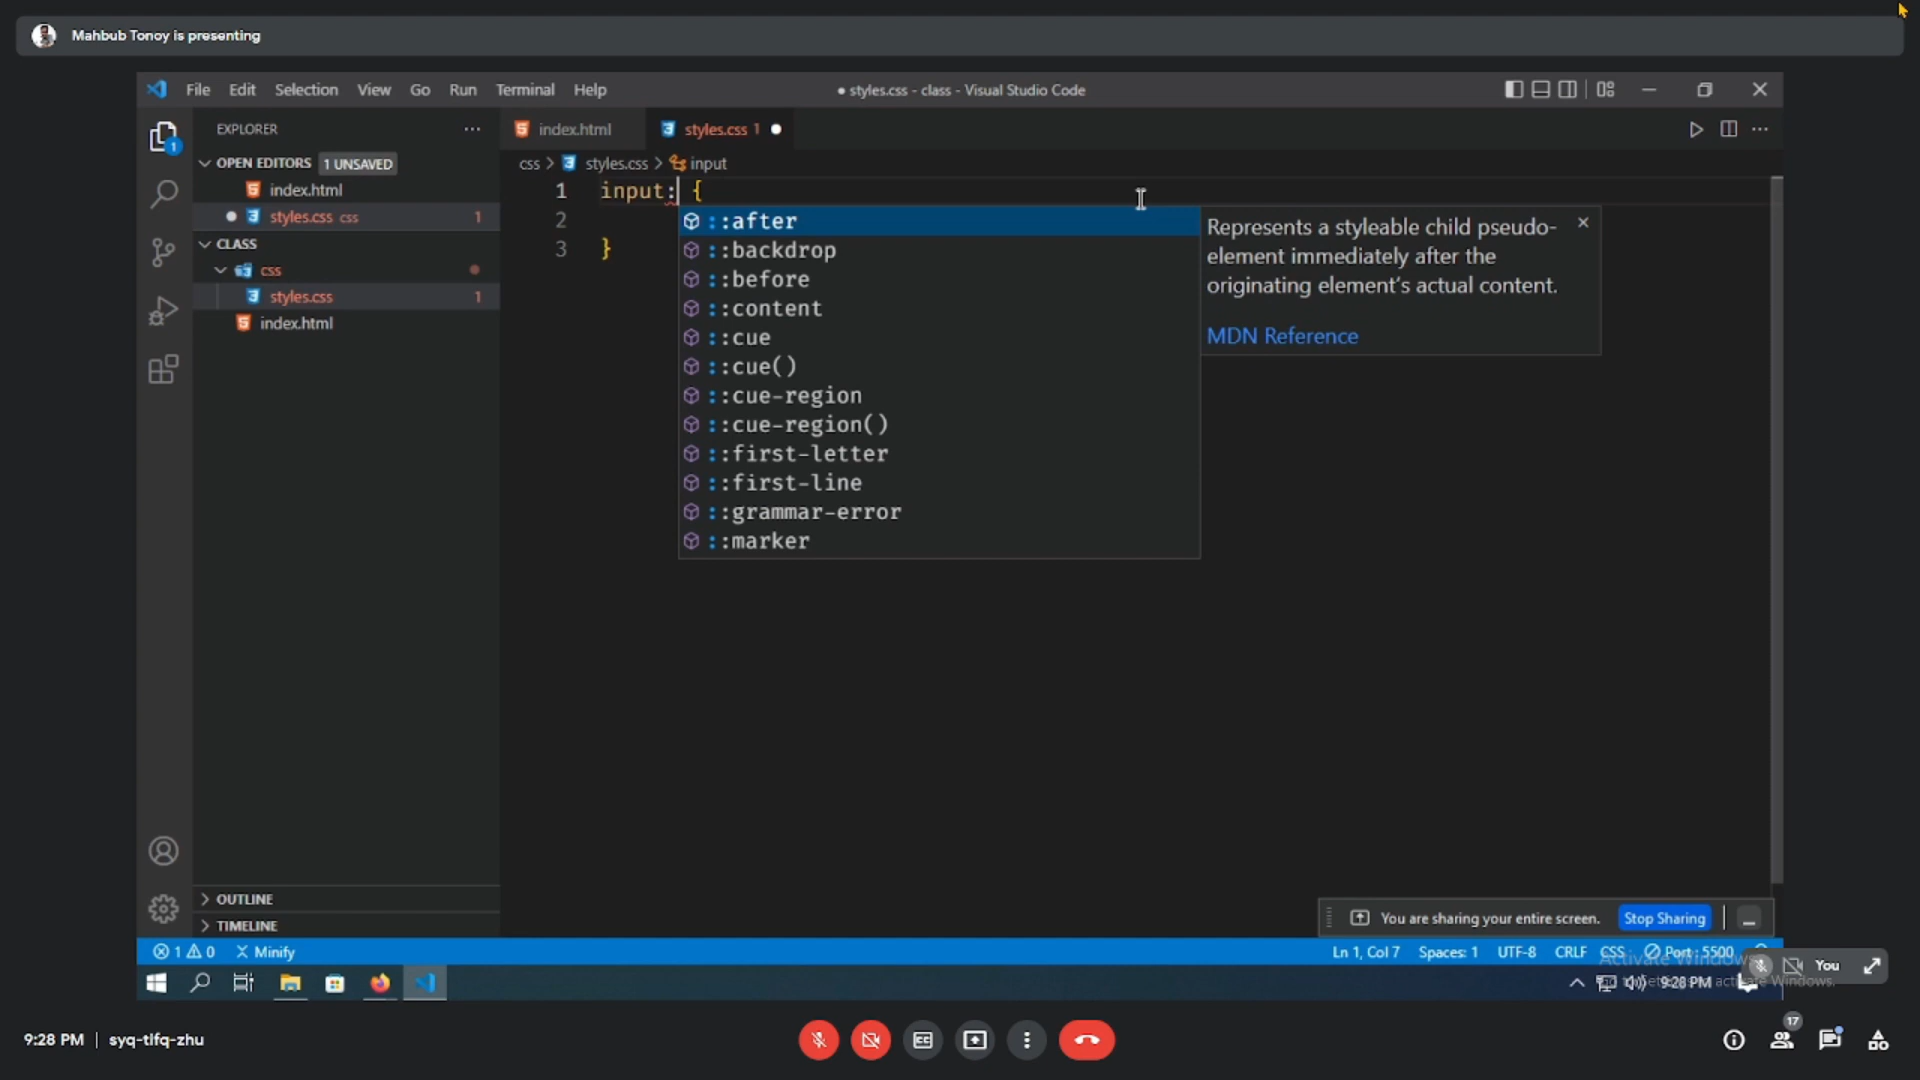 Mahbub Tonoy is presenting
File Edit Selection View Go Run Terminal Help
● styles.css - class - Visual Studio Code
EXPLORER
index.html
styles.css 1
OPEN EDITORS 1 UNSAVED
css > styles.css > input
index.html
styles.css css 1
CLASS
css
styles.css 1
index.html
1 input: {
2
3 }
::after
::backdrop
::before
::content
::cue
::cue()
::cue-region
::cue-region()
::first-letter
::first-line
::grammar-error
::marker
Represents a styleable child pseudo-
element immediately after the
originating element's actual content.
MDN Reference
OUTLINE
TIMELINE
You are sharing your entire screen. Stop Sharing
1 0 Minify
Ln 1, Col 7 Spaces: 1 UTF-8 CRLF CSS Port : 5500
Activate Windows
You
9:28 PM
9:28 PM | syq-tlfq-zhu
17